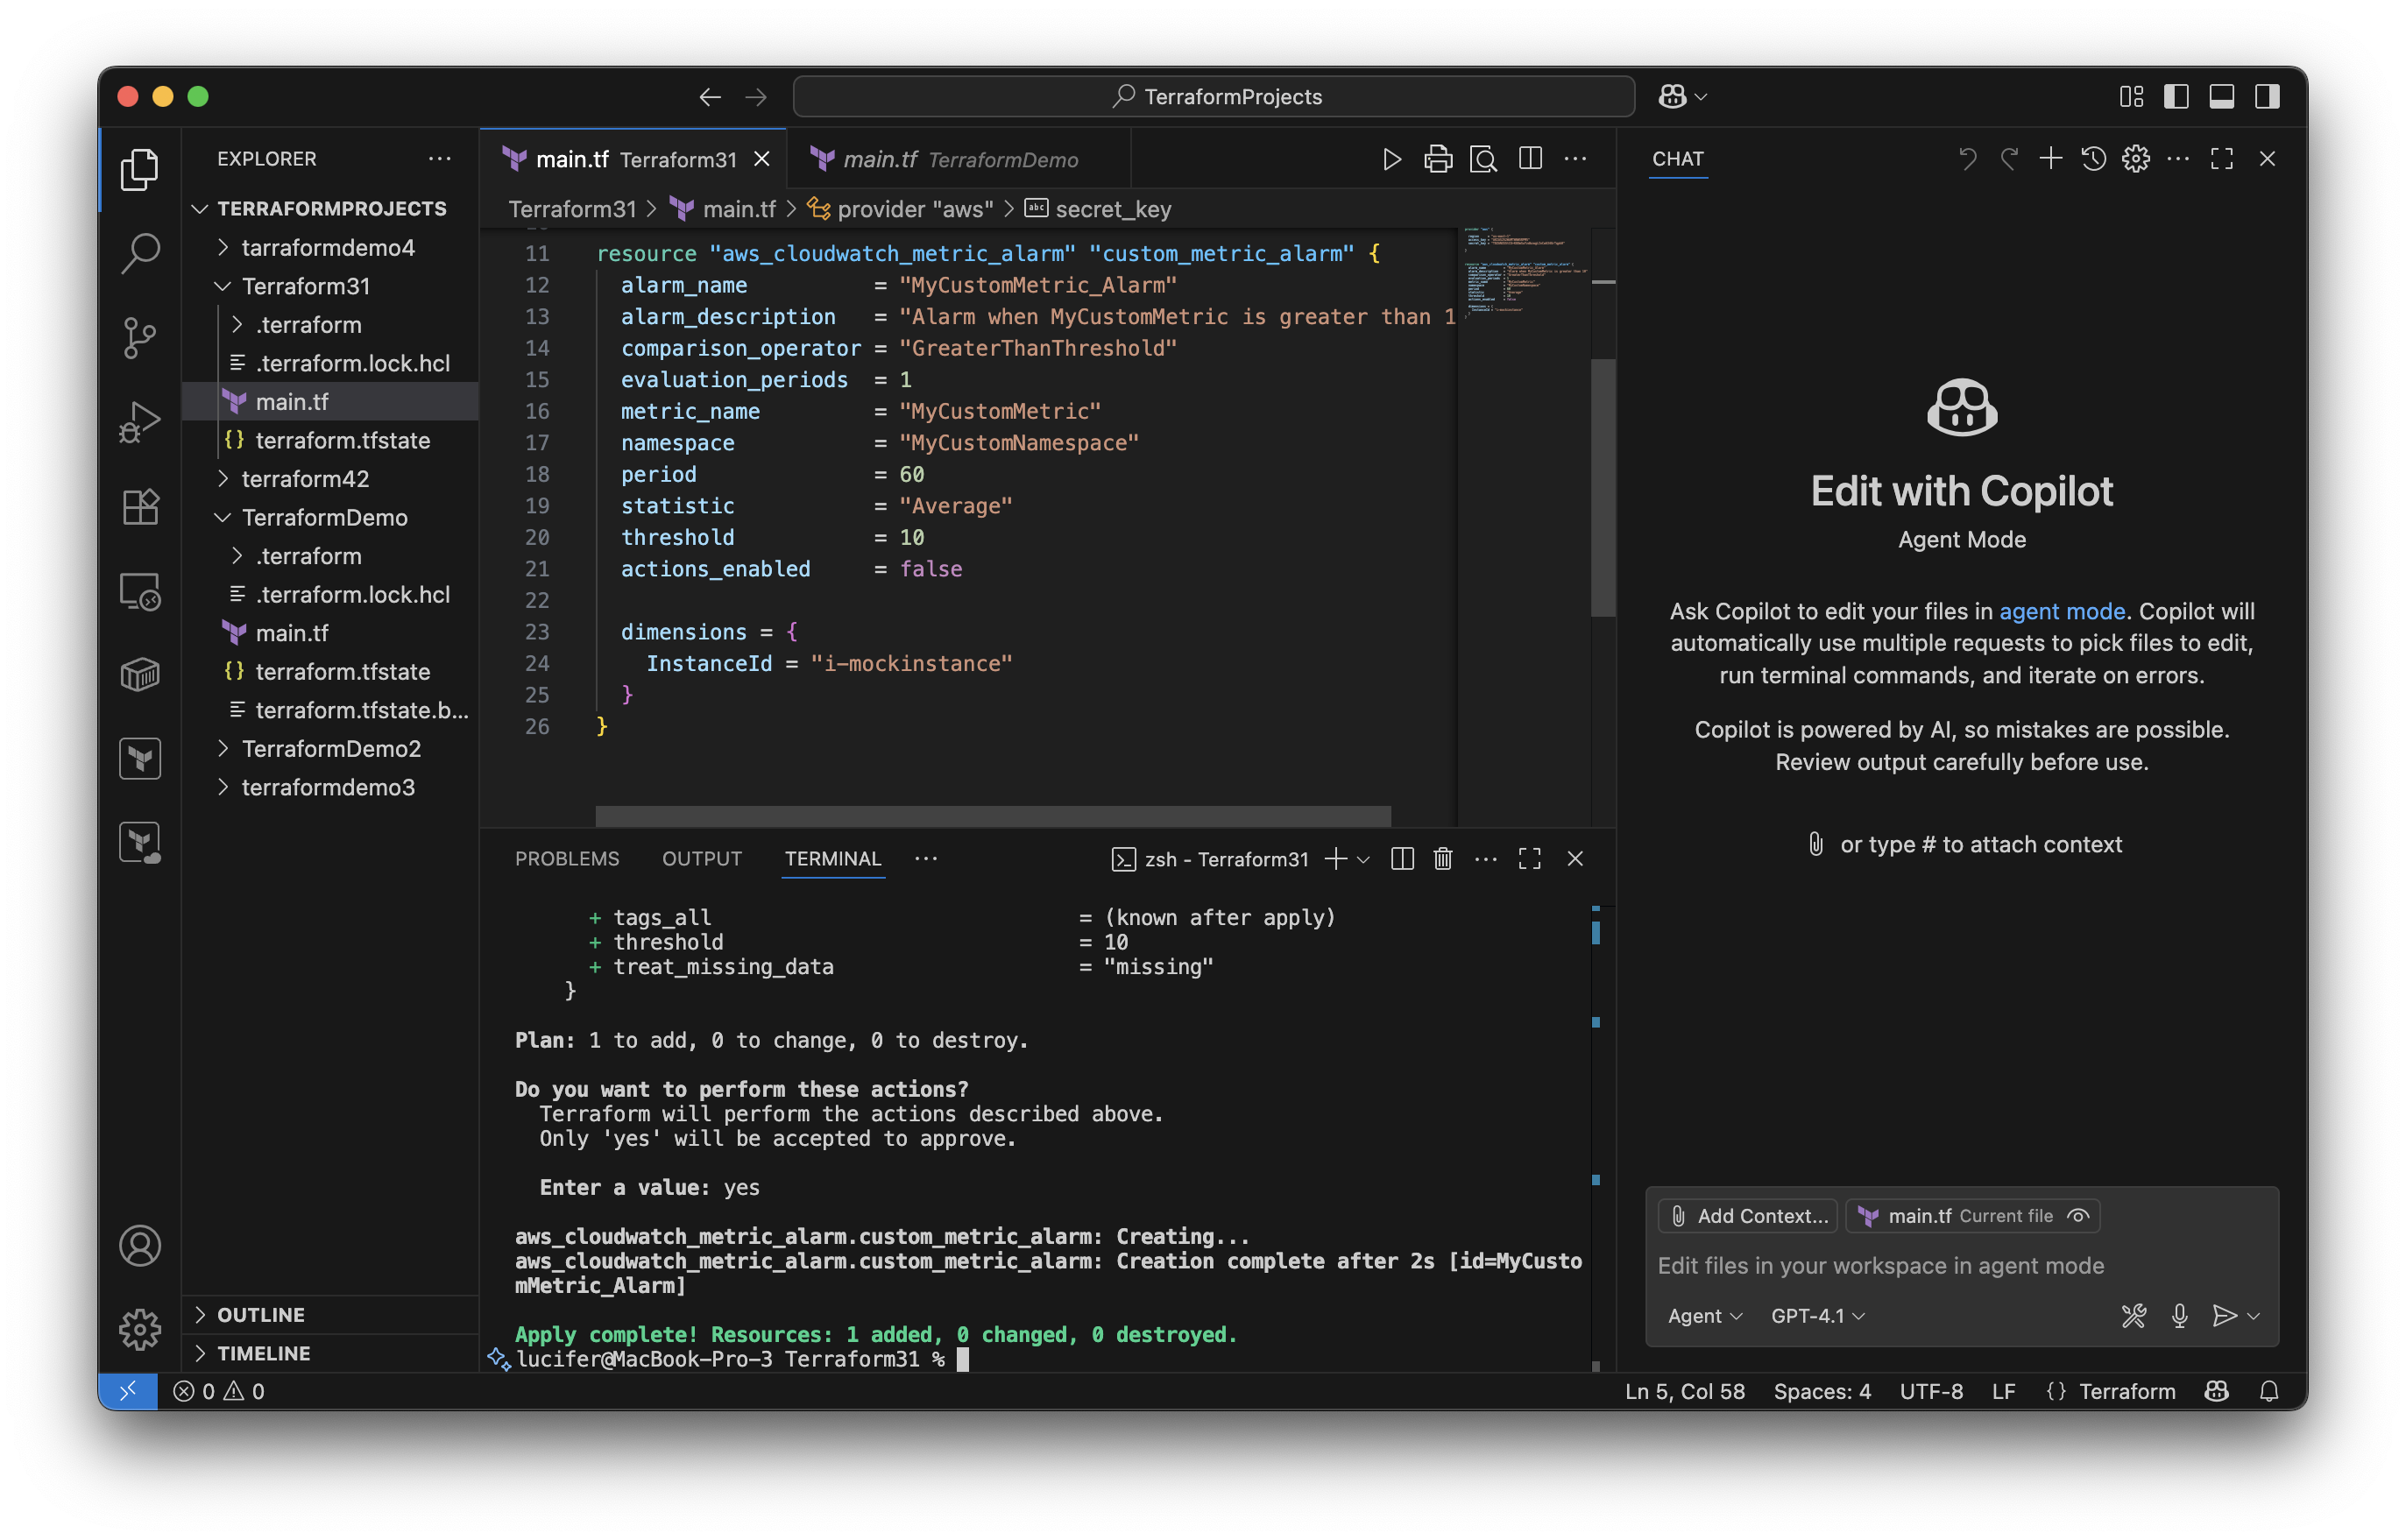 TerraformProjects
EXPLORER
TERRAFORMPROJECTS
tarraformdemo4
Terraform31
.terraform
.terraform.lock.hcl
main.tf
terraform.tfstate
terraform42
TerraformDemo
.terraform
.terraform.lock.hcl
main.tf
terraform.tfstate
terraform.tfstate.b...
TerraformDemo2
terraformdemo3
OUTLINE
TIMELINE
main.tf Terraform31
main.tf TerraformDemo
Terraform31 > main.tf > provider "aws" > abc secret_key
11 resource "aws_cloudwatch_metric_alarm" "custom_metric_alarm" {
12 alarm_name = "MyCustomMetric_Alarm"
13 alarm_description = "Alarm when MyCustomMetric is greater than 1
14 comparison_operator = "GreaterThanThreshold"
15 evaluation_periods = 1
16 metric_name = "MyCustomMetric"
17 namespace = "MyCustomNamespace"
18 period = 60
19 statistic = "Average"
20 threshold = 10
21 actions_enabled = false
22
23 dimensions = {
24 InstanceId = "i-mockinstance"
25 }
26 }
PROBLEMS OUTPUT TERMINAL ... zsh - Terraform31
+ tags_all = (known after apply)
+ threshold = 10
+ treat_missing_data = "missing"
}
Plan: 1 to add, 0 to change, 0 to destroy.
Do you want to perform these actions?
Terraform will perform the actions described above.
Only 'yes' will be accepted to approve.
Enter a value: yes
aws_cloudwatch_metric_alarm.custom_metric_alarm: Creating...
aws_cloudwatch_metric_alarm.custom_metric_alarm: Creation complete after 2s [id=MyCusto
mMetric_Alarm]
Apply complete! Resources: 1 added, 0 changed, 0 destroyed.
lucifer@MacBook-Pro-3 Terraform31 %
CHAT
Edit with Copilot
Agent Mode
Ask Copilot to edit your files in agent mode. Copilot will
automatically use multiple requests to pick files to edit,
run terminal commands, and iterate on errors.
Copilot is powered by AI, so mistakes are possible.
Review output carefully before use.
or type # to attach context
Add Context... main.tf Current file
Edit files in your workspace in agent mode
Agent GPT-4.1
0 0 Ln 5, Col 58 Spaces: 4 UTF-8 LF {} Terraform